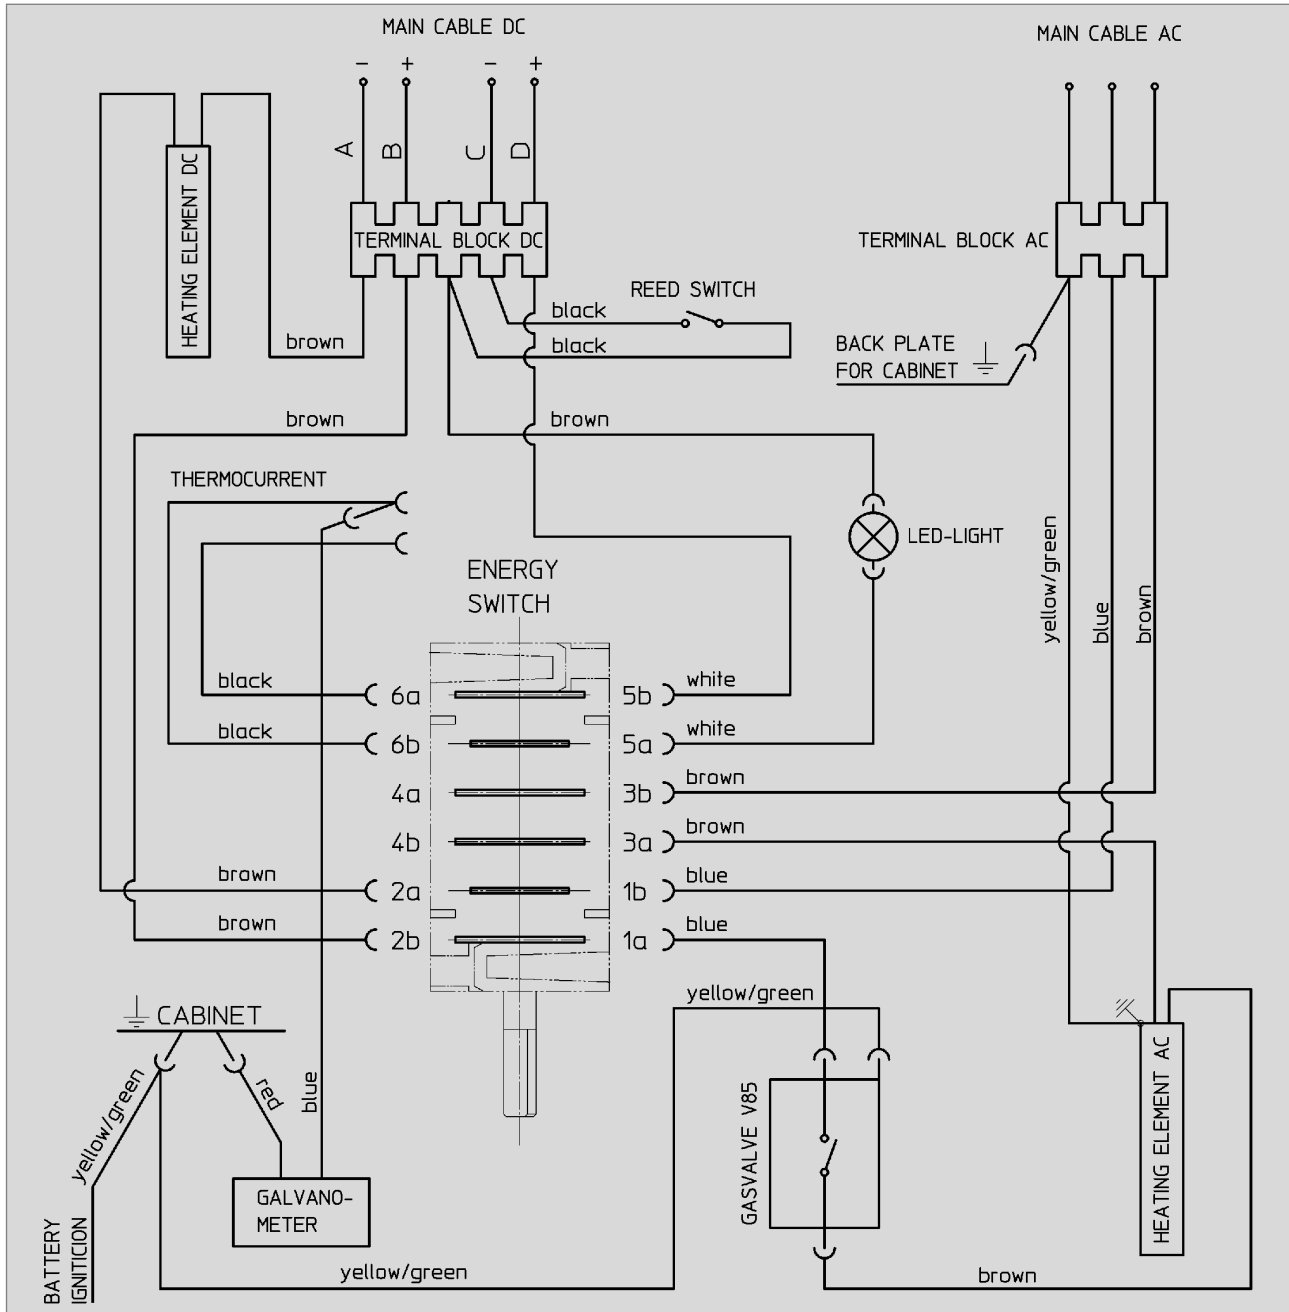 MAIN CABLE DC
MAIN CABLE AC
- + - +
A B C D
HEATING ELEMENT DC
TERMINAL BLOCK DC
TERMINAL BLOCK AC
REED SWITCH
black
brown
black
BACK PLATE
FOR CABINET
brown
brown
THERMOCURRENT
LED-LIGHT
ENERGY
SWITCH
yellow/green
blue
brown
black
6a
5b
white
black
6b
5a
white
4a
3b
brown
4b
3a
brown
brown
2a
1b
blue
brown
2b
1a
blue
yellow/green
CABINET
yellow/green
red
blue
GASVALVE V85
HEATING ELEMENT AC
GALVANO-
METER
BATTERY
IGNITICION
yellow/green
brown